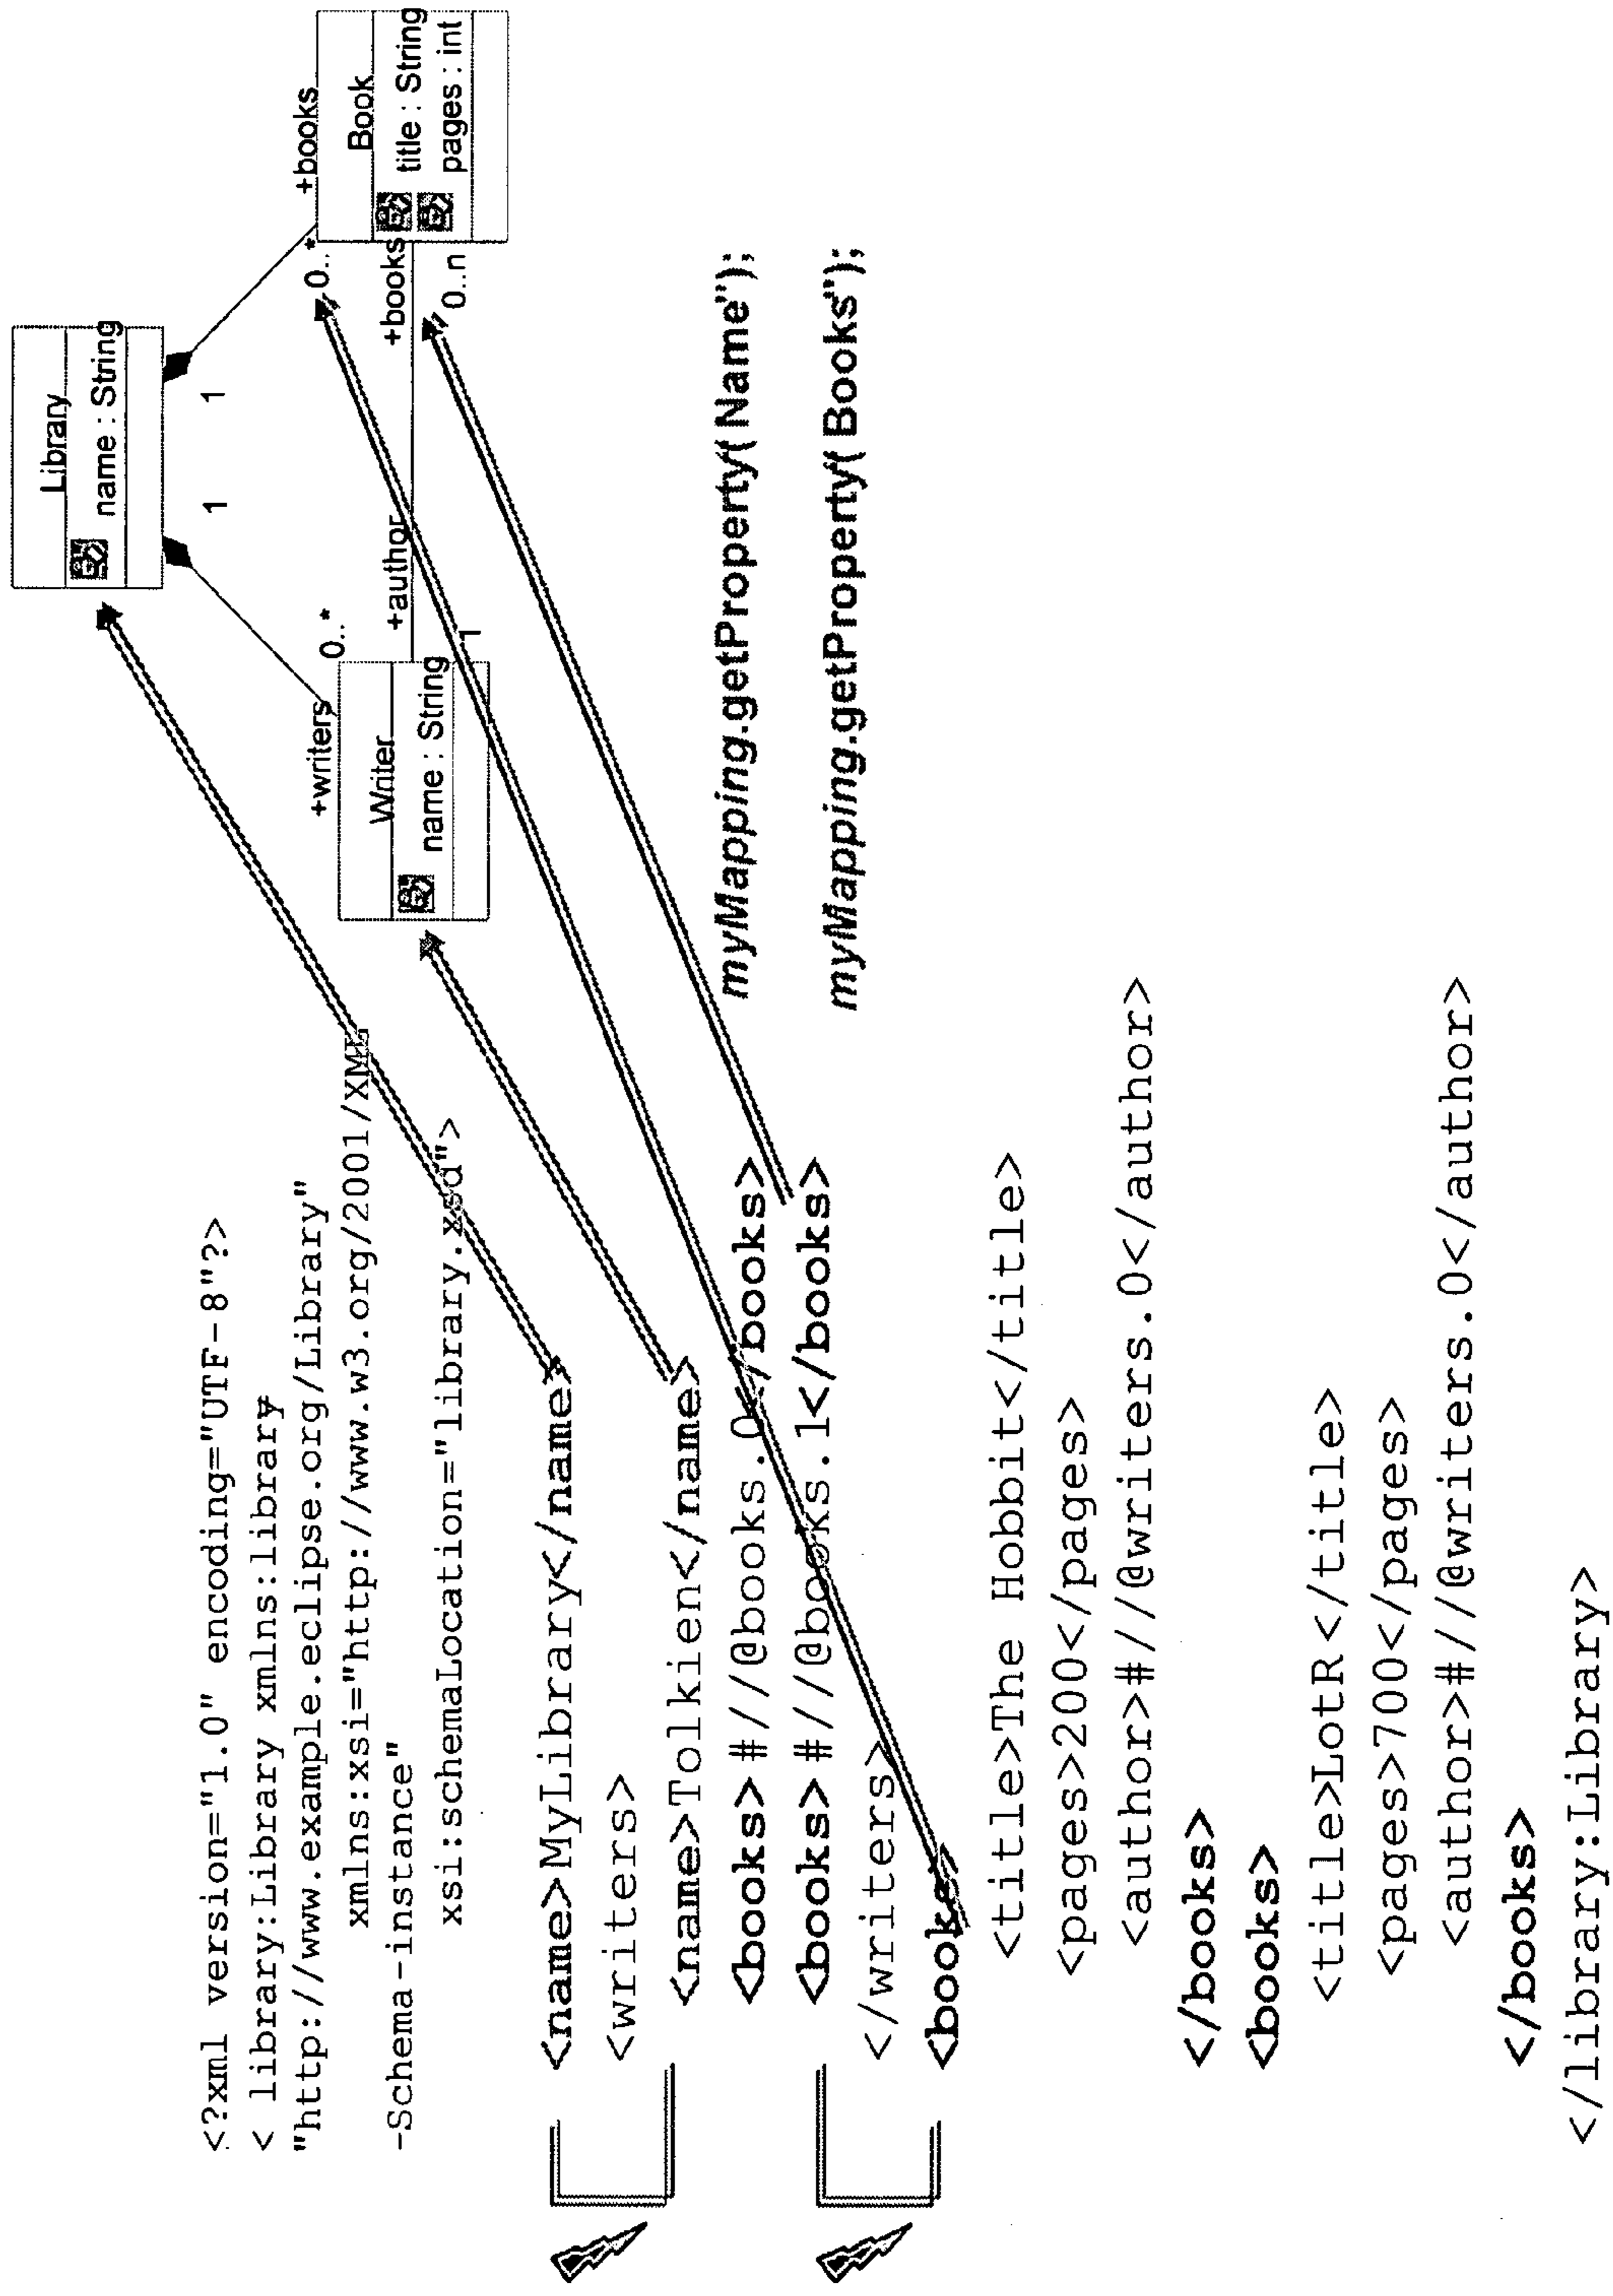 Library
name : String
1
1
+writers
0..*
+books
0..*
Writer
name : String
+author
1
+books
0..n
Book
title : String
pages : int
<?xml version="1.0" encoding="UTF-8"?>
< library:Library xmlns:library
"http://www.example.eclipse.org/Library"
xmlns:xsi="http://www.w3.org/2001/XML
-Schema-instance"
xsi:schemaLocation="library.xsd">
<name>MyLibrary</name>
<writers>
<name>Tolkien</name>
<books>#//@books.0</books>
<books>#//@books.1</books>
</writers>
<books>
<title>The Hobbit</title>
<pages>200</pages>
<author>#//@writers.0</author>
</books>
<books>
<title>LotR</title>
<pages>700</pages>
<author>#//@writers.0</author>
</books>
</library:Library>
myMapping.getProperty(Name");
myMapping.getProperty(Books");